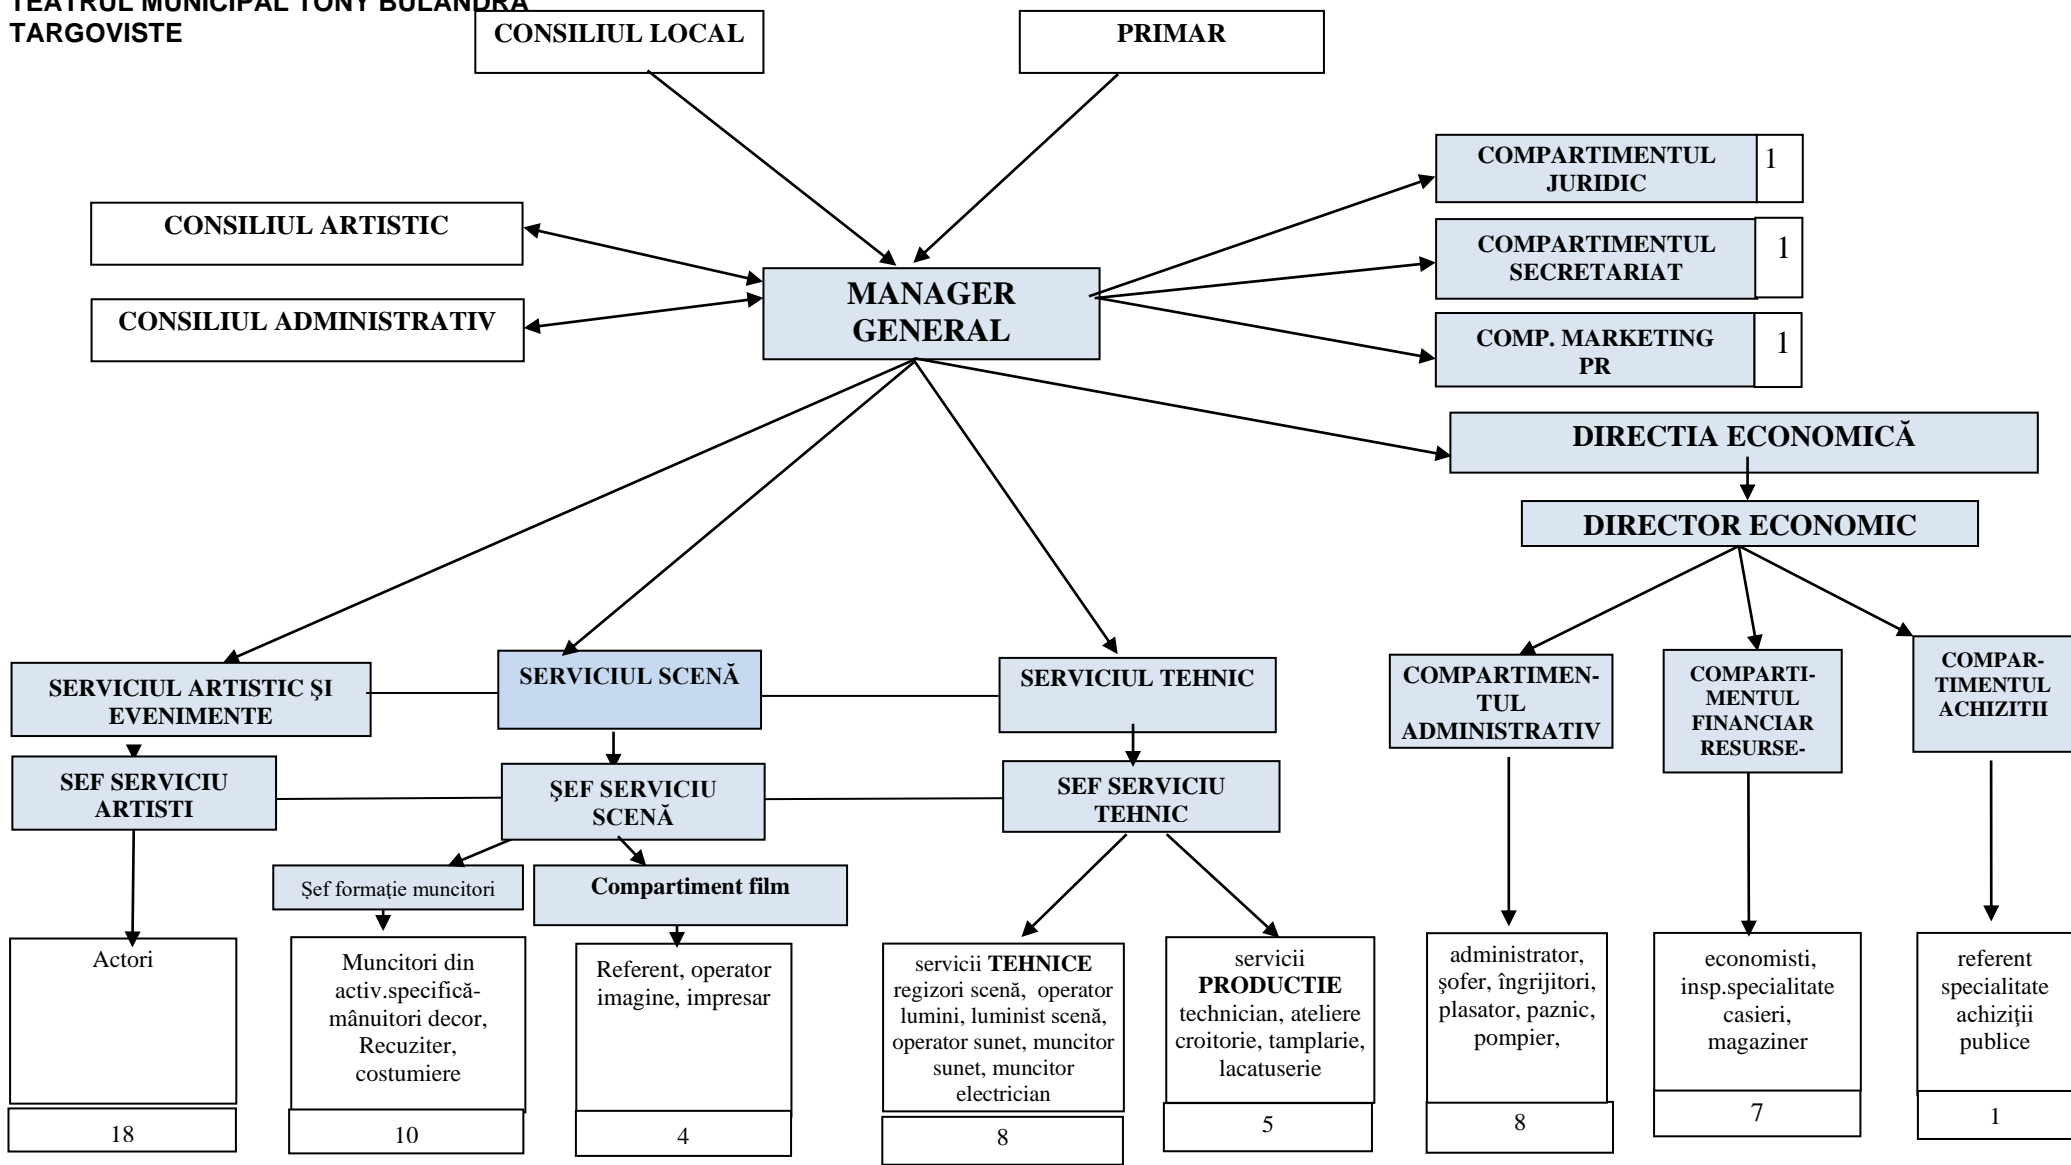 TEATRUL MUNICIPAL TONY BULANDRA
TARGOVISTE
CONSILIUL LOCAL
PRIMAR
COMPARTIMENTUL
JURIDIC
1
CONSILIUL ARTISTIC
COMPARTIMENTUL
SECRETARIAT
1
MANAGER
GENERAL
CONSILIUL ADMINISTRATIV
COMP. MARKETING
PR
1
DIRECTIA ECONOMICĂ
DIRECTOR ECONOMIC
SERVICIUL ARTISTIC ŞI
EVENIMENTE
SERVICIUL SCENĂ
SERVICIUL TEHNIC
COMPARTIMEN-
TUL
ADMINISTRATIV
COMPARTI-
MENTUL
FINANCIAR
RESURSE-
COMPAR-
TIMENTUL
ACHIZITII
SEF SERVICIU
ARTISTI
ŞEF SERVICIU
SCENĂ
SEF SERVICIU
TEHNIC
Şef formaţie muncitori
Compartiment film
Actori
18
Muncitori din
activ.specifică-
mânuitori decor,
Recuziter,
costumiere
10
Referent, operator
imagine, impresar
4
servicii TEHNICE
regizori scenă, operator
lumini, luminist scenă,
operator sunet, muncitor
sunet, muncitor
electrician
8
servicii
PRODUCTIE
technician, ateliere
croitorie, tamplarie,
lacatuserie
5
administrator,
şofer, îngrijitori,
plasator, paznic,
pompier,
8
economisti,
insp.specialitate
casieri,
magaziner
7
referent
specialitate
achiziţii
publice
1